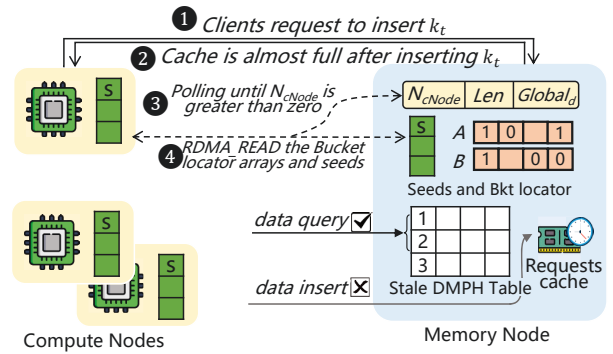 1 Clients request to insert k_t
2 Cache is almost full after inserting k_t
3 Polling until N_cNode is
greater than zero
N_cNode Len Global_d
S
S
A 1 0 1
B 1 0 0
4 RDMA_READ the Bucket
locator arrays and seeds
Seeds and Bkt locator
S
S
data query
1
2
3
data insert
Stale DMPH Table
Requests
cache
Compute Nodes
Memory Node